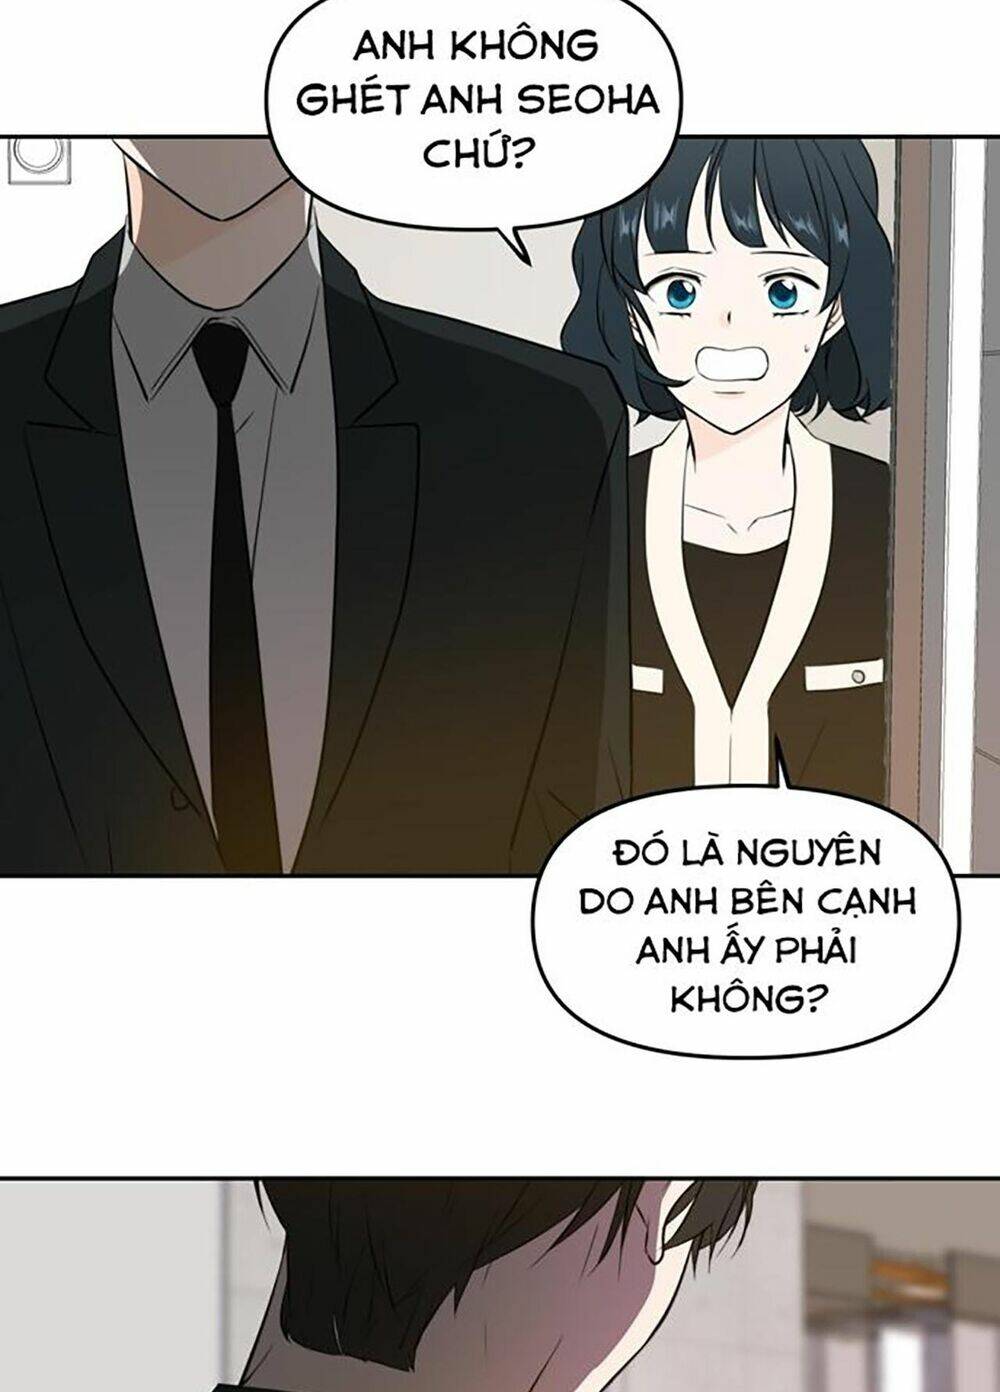 ANH KHÔNG
GHÉT ANH SEOHA
CHỨ?
ĐÓ LÀ NGUYÊN
DO ANH BÊN CẠNH
ANH ẤY PHẢI
KHÔNG?